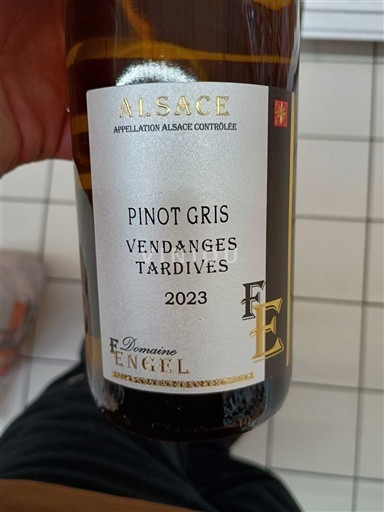 ALSACE
APPELLATION ALSACE CONTRÔLÉE
PINOT GRIS
VENDANGES
TARDIVES
2023
FE
Domaine
F ENGEL